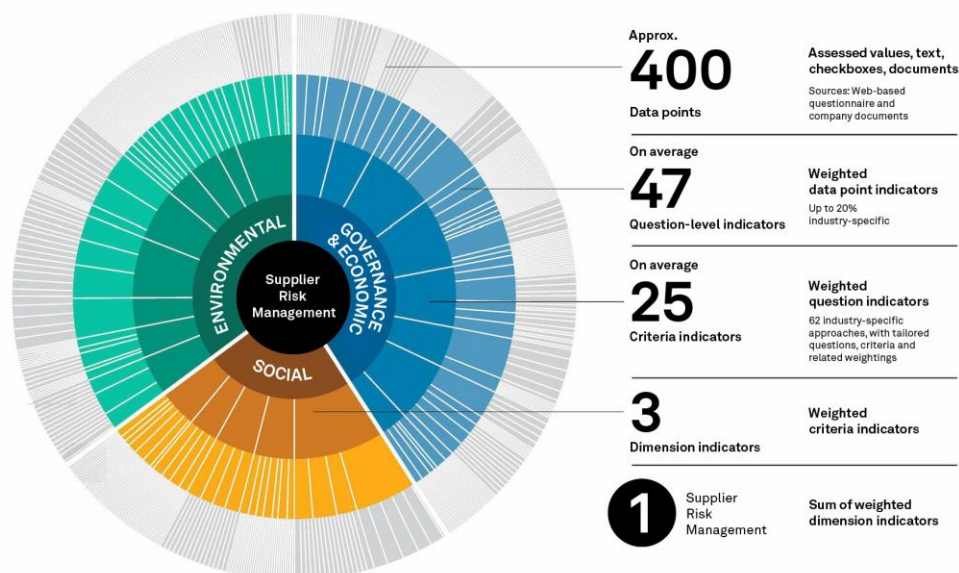 ENVIRONMENTAL
GOVERNANCE
& ECONOMIC
SOCIAL
Supplier
Risk
Management
Approx.
400
Data points
Assessed values, text,
checkboxes, documents
Sources: Web-based
questionnaire and
company documents
On average
47
Question-level indicators
Weighted
data point indicators
Up to 20%
industry-specific
On average
25
Criteria indicators
Weighted
question indicators
62 industry-specific
approaches, with tailored
questions, criteria and
related weightings
3
Dimension indicators
Weighted
criteria indicators
1
Supplier
Risk
Management
Sum of weighted
dimension indicators